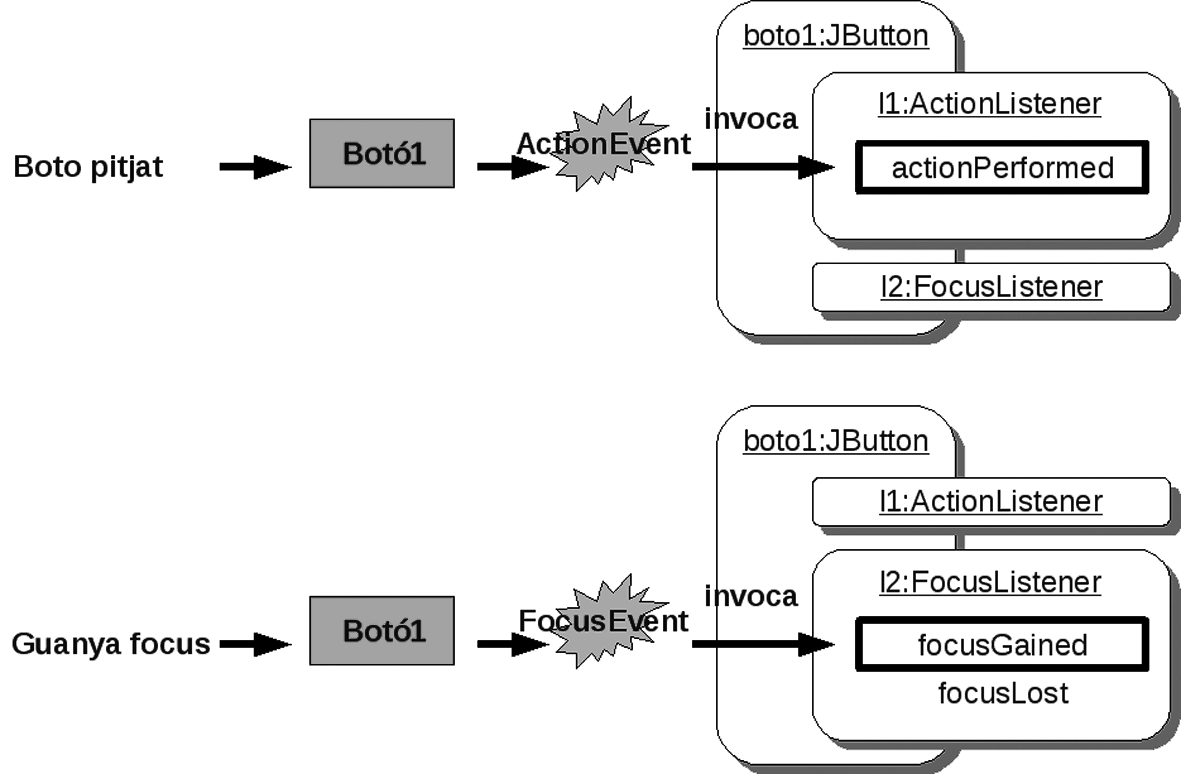 boto1:JButton
l1:ActionListener
invoca
ActionEvent
Boto pitjat
Botó1
actionPerformed
l2:FocusListener
boto1:JButton
l1:ActionListener
l2:FocusListener
invoca
FocusEvent
Guanya focus
Botó1
focusGained
focusLost